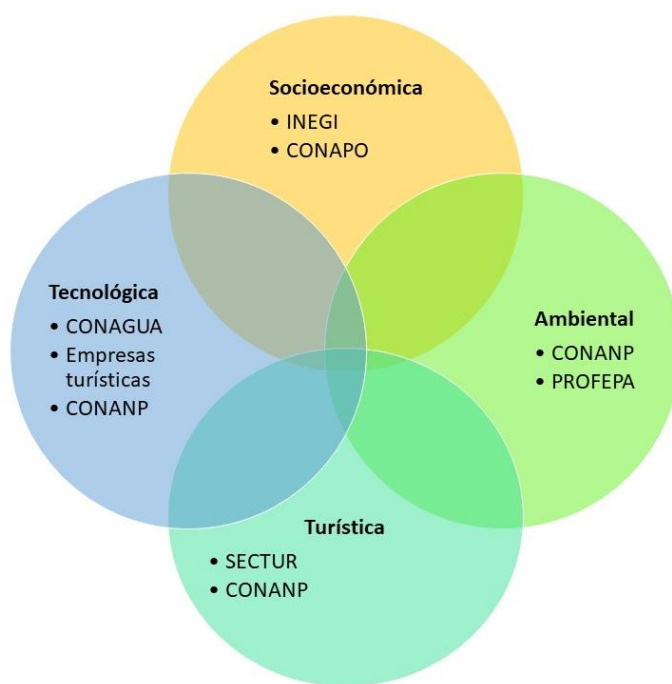 Socioeconómica
• INEGI
• CONAPO
Tecnológica
• CONAGUA
• Empresas
turísticas
• CONANP
Ambiental
• CONANP
• PROFEPA
Turística
• SECTUR
• CONANP